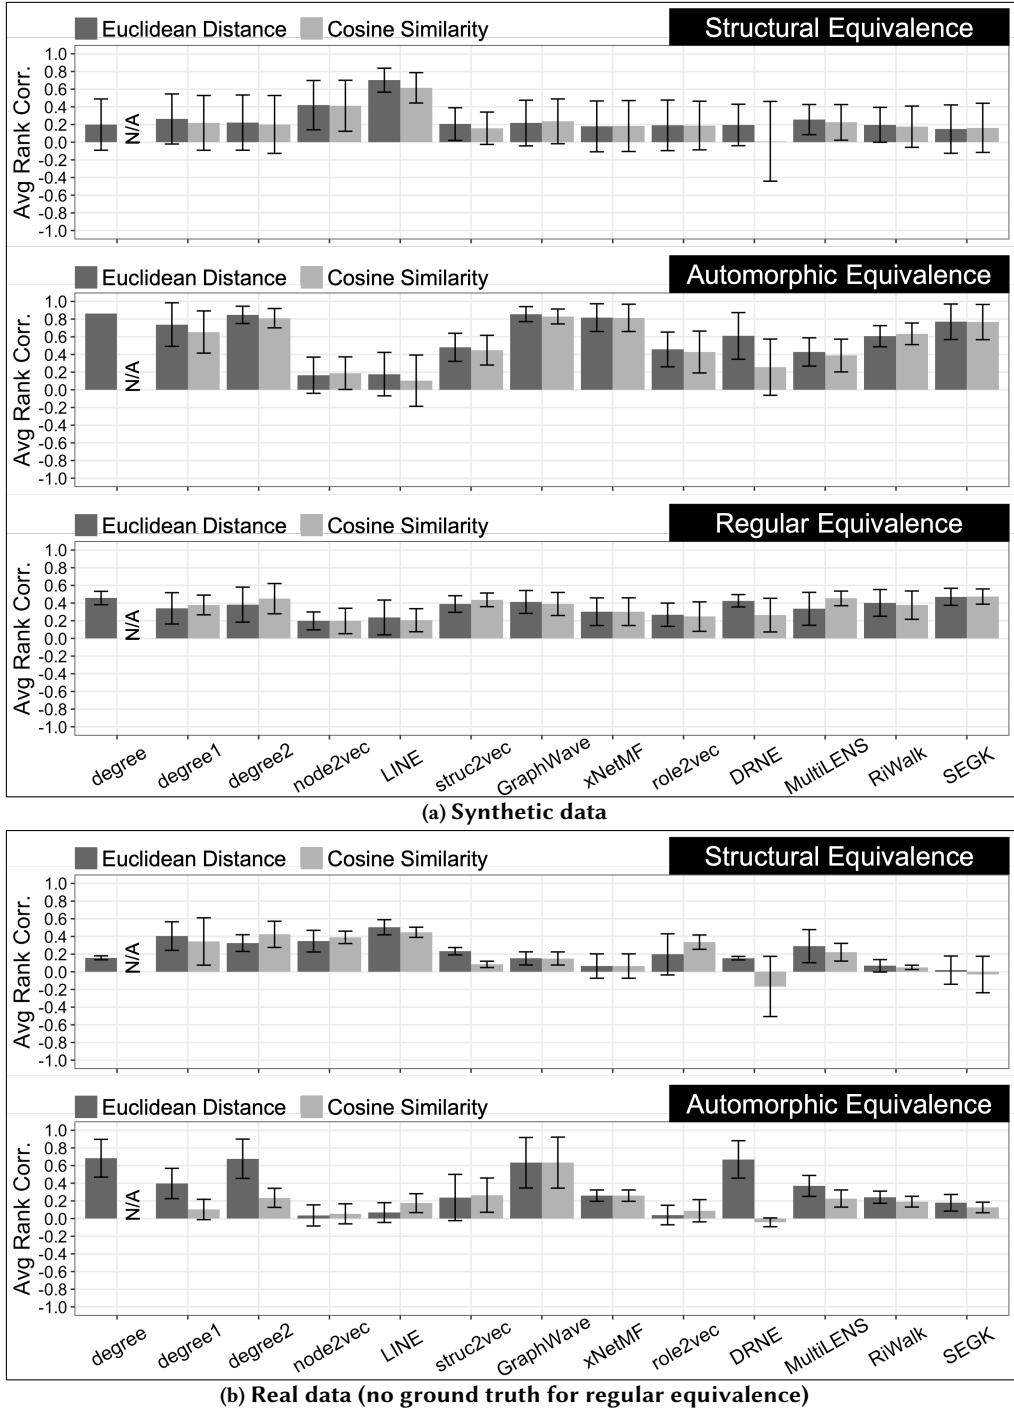 Euclidean Distance Cosine Similarity Structural Equivalence
Avg Rank Corr.
1.0
0.8
0.6
0.4
0.2
0.0
-0.2
-0.4
-0.6
-0.8
-1.0
N/A
Euclidean Distance Cosine Similarity Automorphic Equivalence
Avg Rank Corr.
1.0
0.8
0.6
0.4
0.2
0.0
-0.2
-0.4
-0.6
-0.8
-1.0
N/A
Euclidean Distance Cosine Similarity Regular Equivalence
Avg Rank Corr.
1.0
0.8
0.6
0.4
0.2
0.0
-0.2
-0.4
-0.6
-0.8
-1.0
N/A
degree degree1 degree2 node2vec LINE struc2vec GraphWave xNetMF role2vec DRNE MultiLENS RiWalk SEGK
(a) Synthetic data
Euclidean Distance Cosine Similarity Structural Equivalence
Avg Rank Corr.
1.0
0.8
0.6
0.4
0.2
0.0
-0.2
-0.4
-0.6
-0.8
-1.0
N/A
Euclidean Distance Cosine Similarity Automorphic Equivalence
Avg Rank Corr.
1.0
0.8
0.6
0.4
0.2
0.0
-0.2
-0.4
-0.6
-0.8
-1.0
N/A
degree degree1 degree2 node2vec LINE struc2vec GraphWave xNetMF role2vec DRNE MultiLENS RiWalk SEGK
(b) Real data (no ground truth for regular equivalence)